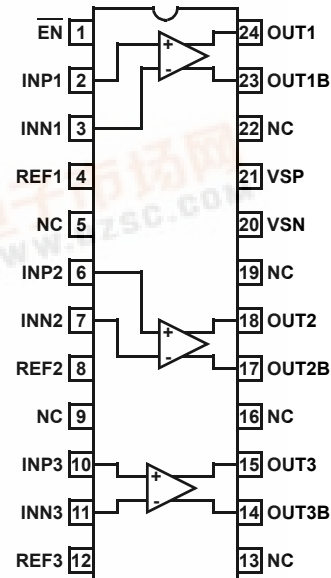 EN 1 24 OUT1
INP1 2 + - 23 OUT1B
INN1 3 22 NC
REF1 4 21 VSP
NC 5 20 VSN
INP2 6 19 NC
INN2 7 + - 18 OUT2
REF2 8 17 OUT2B
NC 9 16 NC
INP3 10 + 15 OUT3
INN3 11 - 14 OUT3B
REF3 12 13 NC